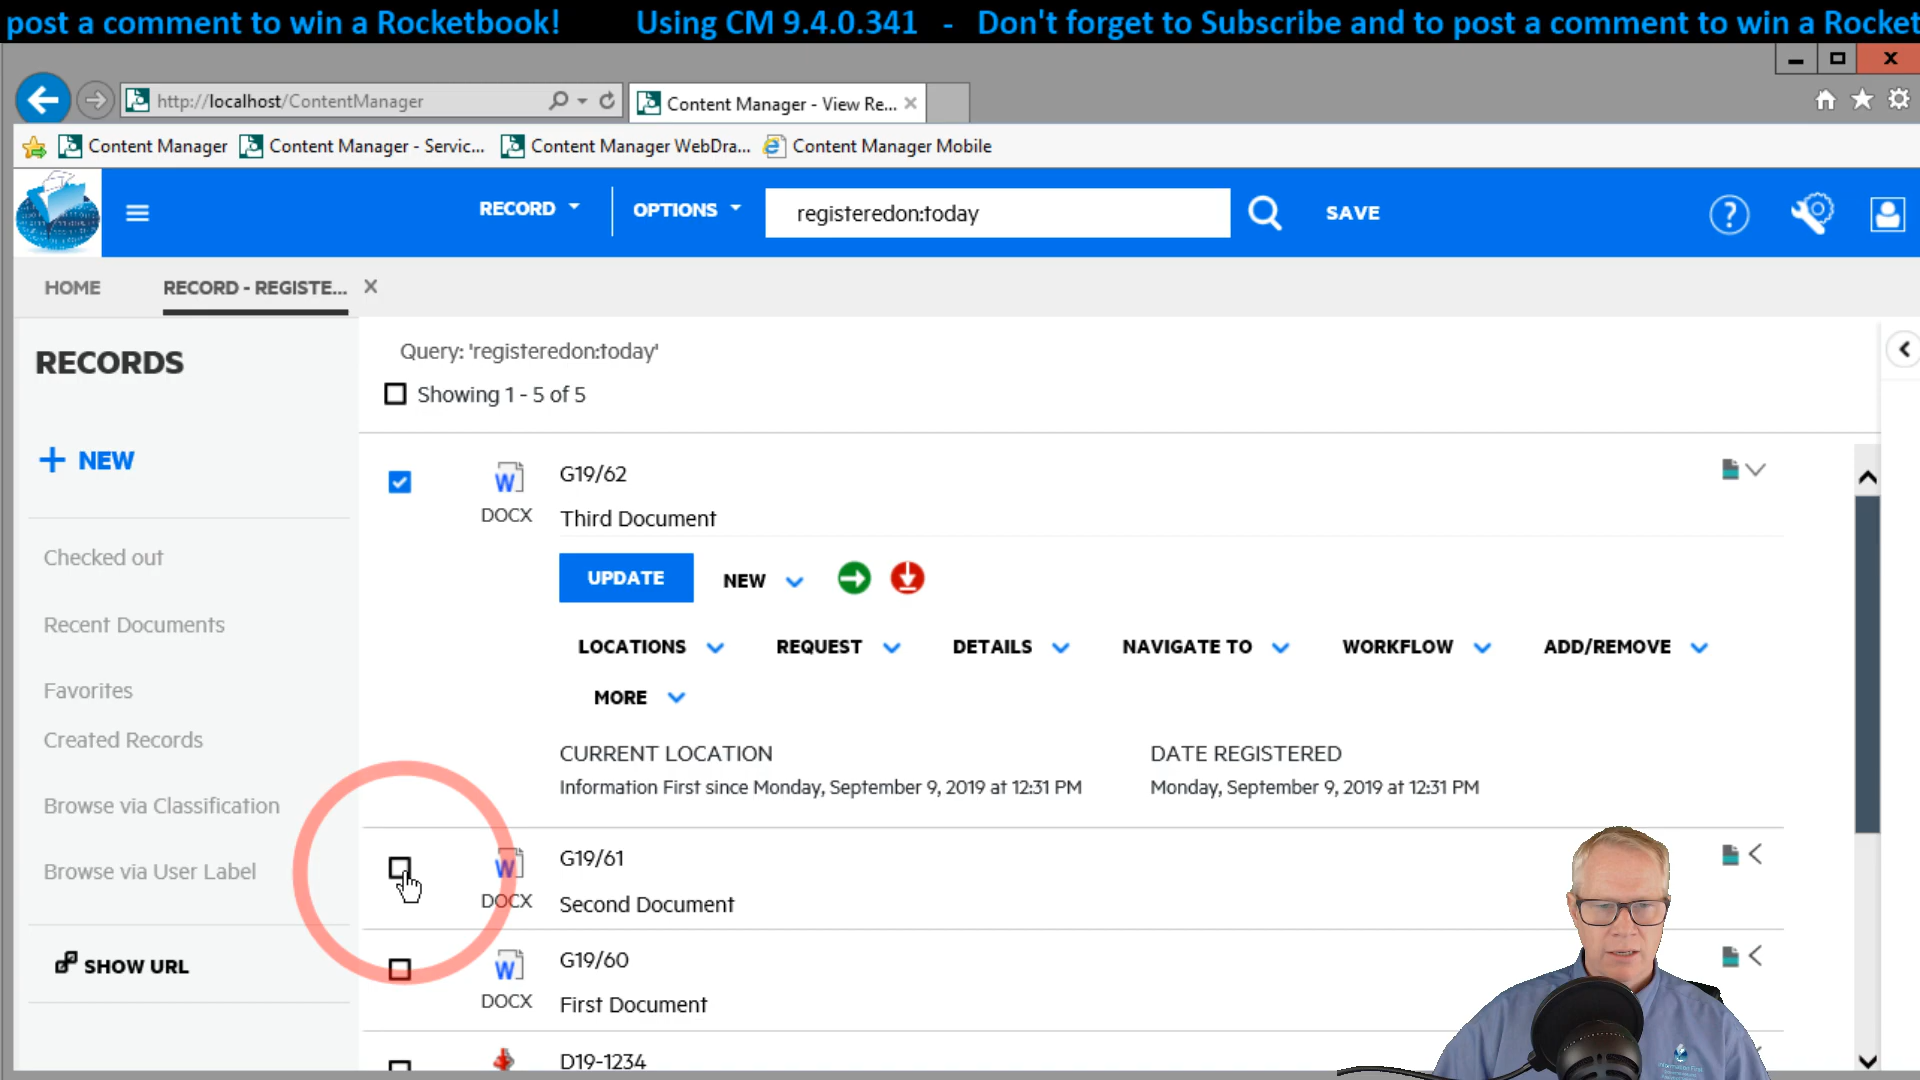 post a comment to win a Rocketbook! Using CM 9.4.0.341 - Don't forget to Subscribe and to post a comment to win a Rocket
http://localhost/ContentManager
Content Manager - View Re...
Content Manager
Content Manager - Servic...
Content Manager WebDra...
Content Manager Mobile
RECORD
OPTIONS
registeredon:today
SAVE
HOME
RECORD - REGISTE...
RECORDS
NEW
Checked out
Recent Documents
Favorites
Created Records
Browse via Classification
Browse via User Label
SHOW URL
Query: 'registeredon:today'
Showing 1 - 5 of 5
DOCX
G19/62
Third Document
UPDATE
NEW
LOCATIONS
REQUEST
DETAILS
NAVIGATE TO
WORKFLOW
ADD/REMOVE
MORE
CURRENT LOCATION
Information First since Monday, September 9, 2019 at 12:31 PM
DATE REGISTERED
Monday, September 9, 2019 at 12:31 PM
DOCX
G19/61
Second Document
DOCX
G19/60
First Document
D19-1234